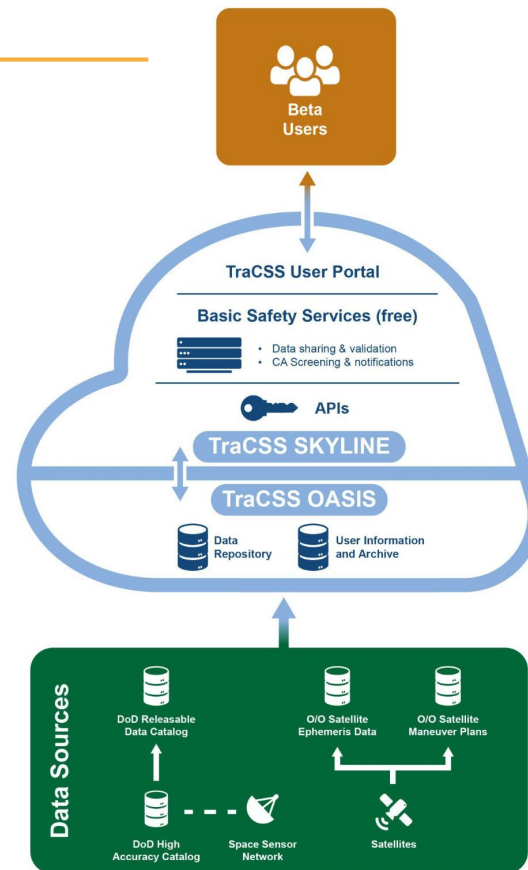 Beta
Users
TraCSS User Portal
Basic Safety Services (free)
• Data sharing & validation
• CA Screening & notifications
APIs
TraCSS SKYLINE
TraCSS OASIS
Data
Repository
User Information
and Archive
Data Sources
DoD Releasable
Data Catalog
O/O Satellite
Ephemeris Data
O/O Satellite
Maneuver Plans
DoD High
Accuracy Catalog
Space Sensor
Network
Satellites